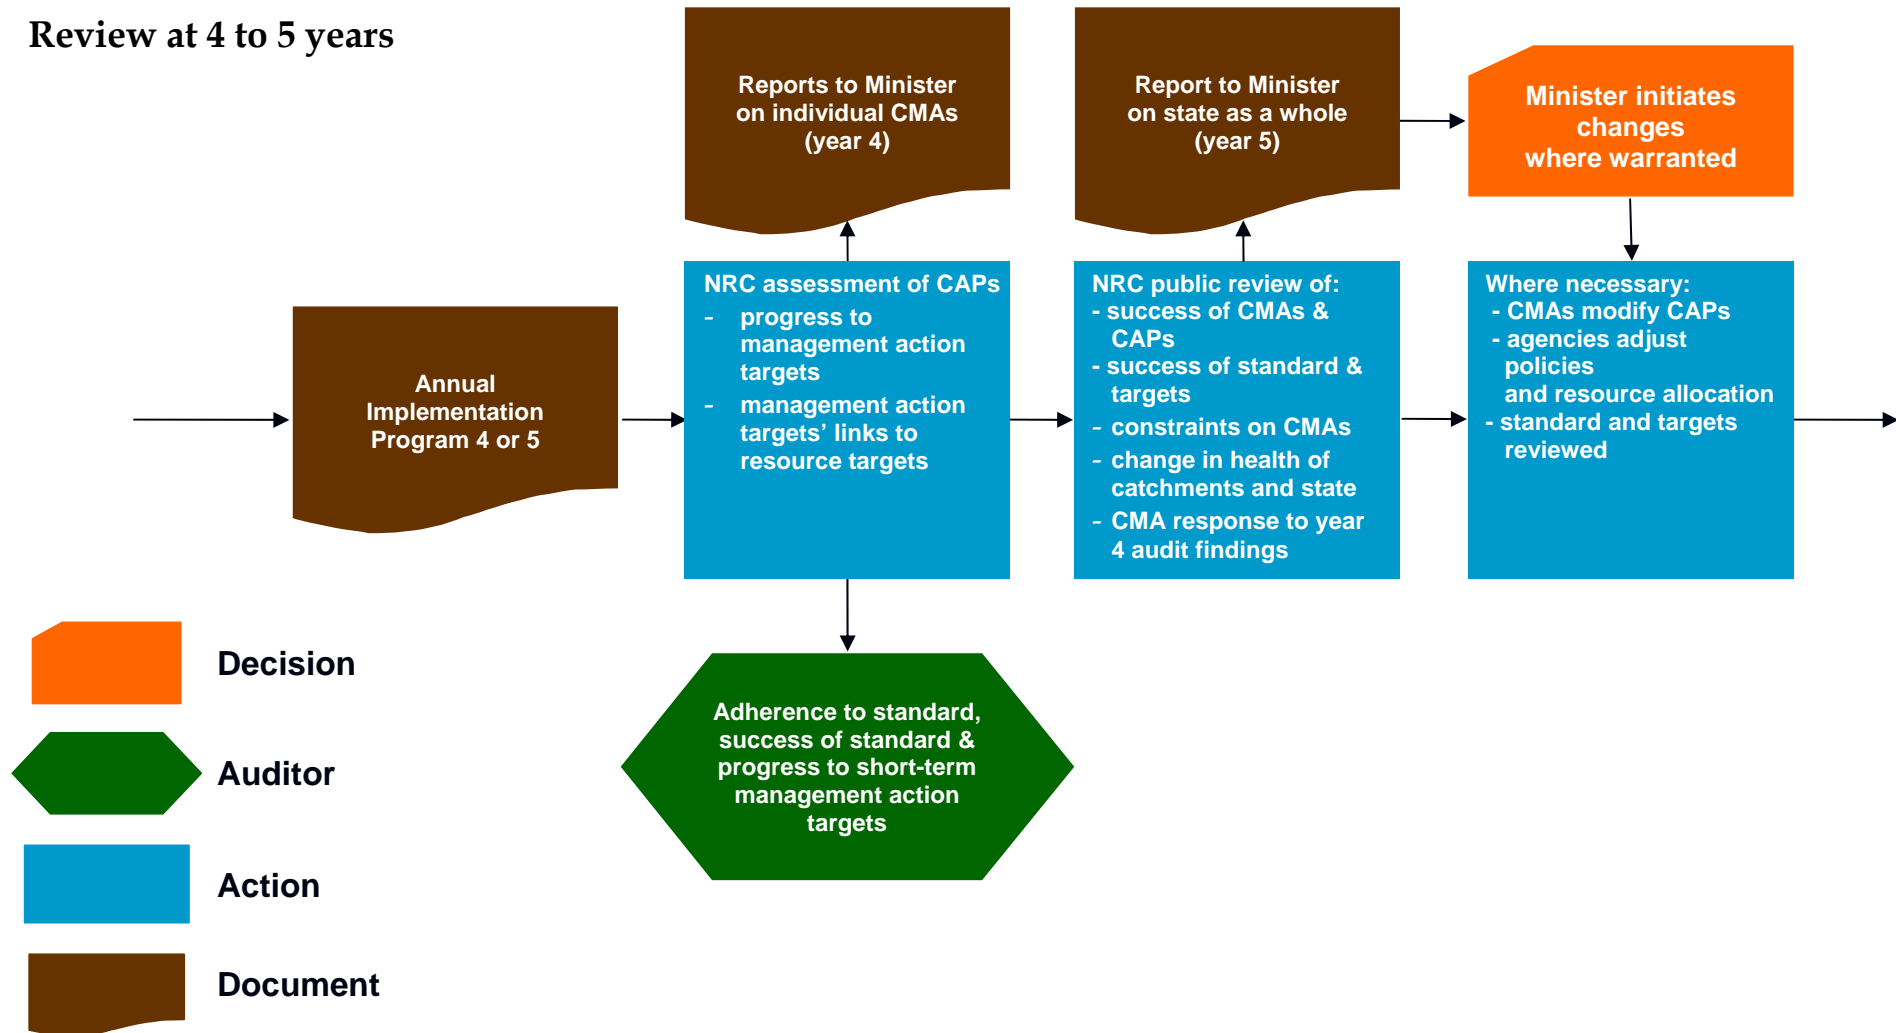 Review at 4 to 5 years
Reports to Minister
on individual CMAs
(year 4)
Report to Minister
on state as a whole
(year 5)
Minister initiates
changes
where warranted
Annual
Implementation
Program 4 or 5
NRC assessment of CAPs
- progress to
management action
targets
- management action
targets’ links to
resource targets
NRC public review of:
- success of CMAs &
CAPs
- success of standard &
targets
- constraints on CMAs
- change in health of
catchments and state
- CMA response to year
4 audit findings
Where necessary:
- CMAs modify CAPs
- agencies adjust
policies
and resource allocation
- standard and targets
reviewed
Adherence to standard,
success of standard &
progress to short-term
management action
targets
Decision
Auditor
Action
Document